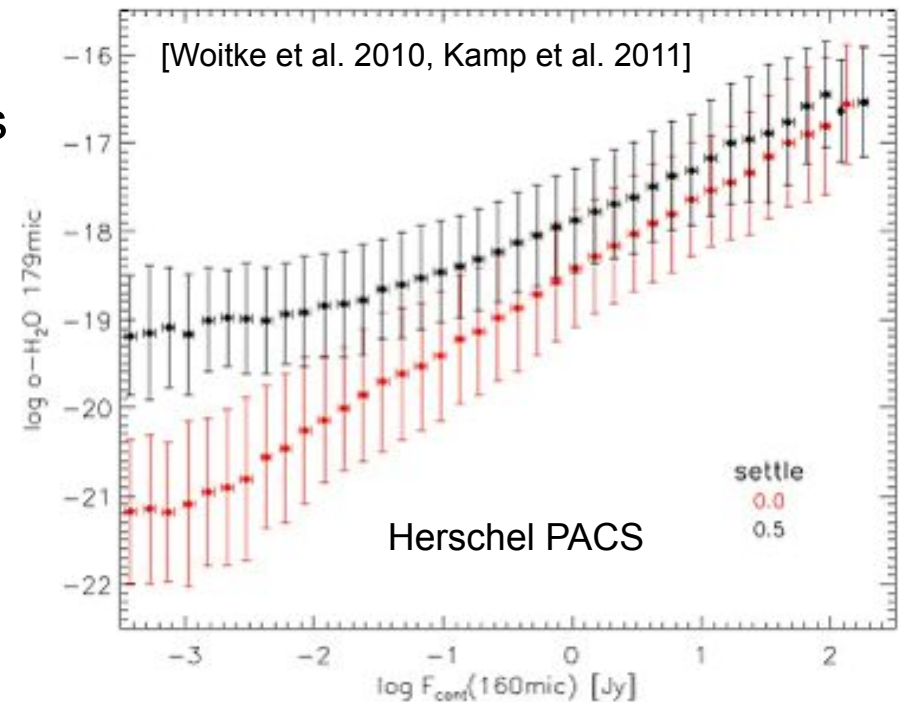 [Woitke et al. 2010, Kamp et al. 2011]
s
log o-H₂O 179mic
-16
-17
-18
-19
-20
-21
-22
settle
0.0
0.5
Herschel PACS
-3 -2 -1 0 1 2
log F_cont(160mic) [Jy]